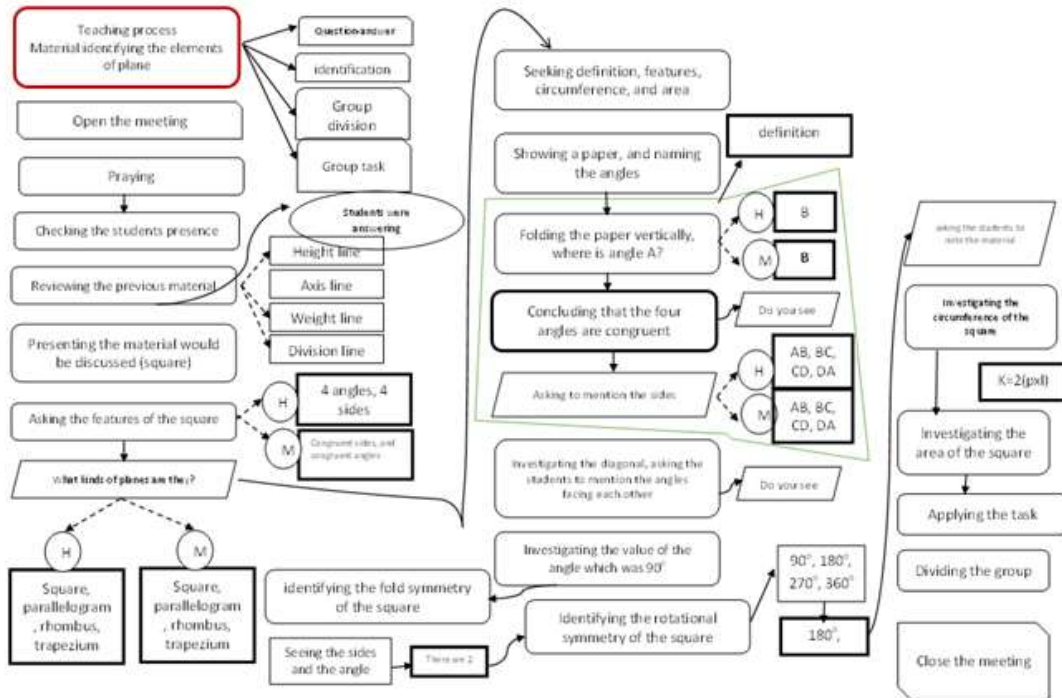 Teaching process
Material identifying the elements
of plane
Question-answer
identification
Group
division
Group task
Open the meeting
Praying
Checking the students presence
Students were
answering
Reviewing the previous material
Height line
Axis line
Weight line
Division line
Presenting the material would
be discussed (square)
Asking the features of the square
H
4 angles, 4
sides
M
Congruent sides, and
congruent angles
What kinds of planes are they?
H
M
Square,
parallelogram
, rhombus,
trapezium
Square,
parallelogram
, rhombus,
trapezium
Seeking definition, features,
circumference, and area
Showing a paper, and naming
the angles
definition
Folding the paper vertically,
where is angle A?
H
B
M
B
Concluding that the four
angles are congruent
Do you see
Asking to mention the sides
H
AB, BC,
CD, DA
M
AB, BC,
CD, DA
Investigating the diagonal, asking the
students to mention the angles
facing each other
Do you see
Investigating the value of the
angle which was 90°
identifying the fold symmetry
of the square
Seeing the sides
and the angle
There are 2
Identifying the rotational
symmetry of the square
90°, 180°,
270°, 360°
180°,
asking the students to
note the material
Investigating the
circumference of the
square
K=2(pxl)
Investigating the
area of the square
Applying the task
Dividing the group
Close the meeting